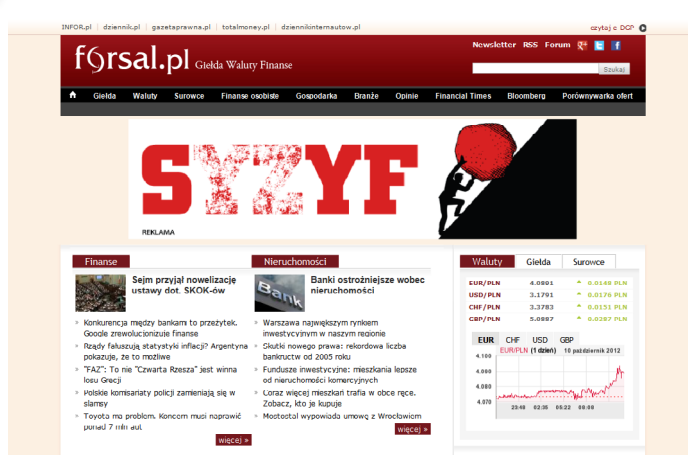 INFOR.pl dziennik.pl gazetaprawna.pl totalmoney.pl dziennikinternautow.pl czytaj e DGP
Newsletter RSS Forum
forsal.pl Giełda Waluty Finanse
Szukaj
Giełda Waluty Surowce Finanse osobiste Gospodarka Branże Opinie Financial Times Bloomberg Porównywarka ofert
SYZYF
REKLAMA
Finanse
Sejm przyjął nowelizację
ustawy dot. SKOK-ów
» Konkurencja między bankami to przeżytek.
Google zrewolucjonizuje finanse
» Rządy fałszują statystyki inflacji? Argentyna
pokazuje, że to możliwe
» "FAZ": To nie "Czwarta Rzesza" jest winna
losu Grecji
» Polskie komisariaty policji zamieniają się w
slamsy
» Toyota ma problem. Koncern musi naprawić
ponad 7 mln aut
więcej »
Nieruchomości
Bank
Banki ostrożniejsze wobec
nieruchomości
» Warszawa największym rynkiem
inwestycyjnym w naszym regionie
» Skutki nowego prawa: rekordowa liczba
bankructw od 2005 roku
» Fundusze inwestycyjne: mieszkania lepsze
od nieruchomości komercyjnych
» Coraz więcej mieszkań trafia w obce ręce.
Zobacz, kto je kupuje
» Mostostal wypowiada umowę z Wrocławiem
więcej »
Waluty Giełda Surowce
EUR/PLN 4.0881 0.0148 PLN
USD/PLN 3.1791 0.0176 PLN
CHF/PLN 3.3783 0.0151 PLN
GBP/PLN 5.0897 0.0287 PLN
EUR CHF USD GBP
EUR/PLN (1 dzień) 10 październik 2012
4.100
4.090
4.080
4.070
23:48 02:35 05:22 08:09